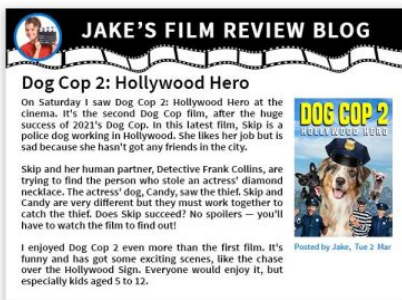 JAKE'S FILM REVIEW BLOG
Dog Cop 2: Hollywood Hero
On Saturday I saw Dog Cop 2: Hollywood Hero at the
cinema. It's the second Dog Cop film, after the huge
success of 2021's Dog Cop. In this latest film, Skip is a
police dog working in Hollywood. She likes her job but is
sad because she hasn't got any friends in the city.
Skip and her human partner, Detective Frank Collins, are
trying to find the person who stole an actress' diamond
necklace. The actress' dog, Candy, saw the thief. Skip and
Candy are very different but they must work together to
catch the thief. Does Skip succeed? No spoilers — you'll
have to watch the film to find out!
I enjoyed Dog Cop 2 even more than the first film. It's
funny and has got some exciting scenes, like the chase
over the Hollywood Sign. Everyone would enjoy it, but
especially kids aged 5 to 12.
DOG COP 2
HOLLYWOOD HERO
Posted by Jake, Tue 2 Mar